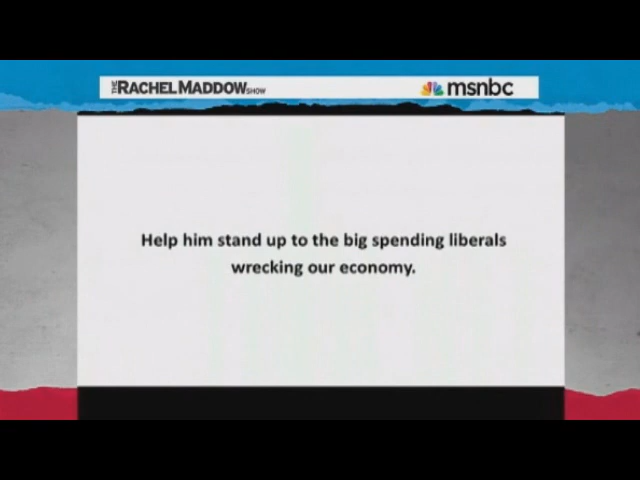 THE RACHEL MADDOW SHOW
msnbc
Help him stand up to the big spending liberals
wrecking our economy.